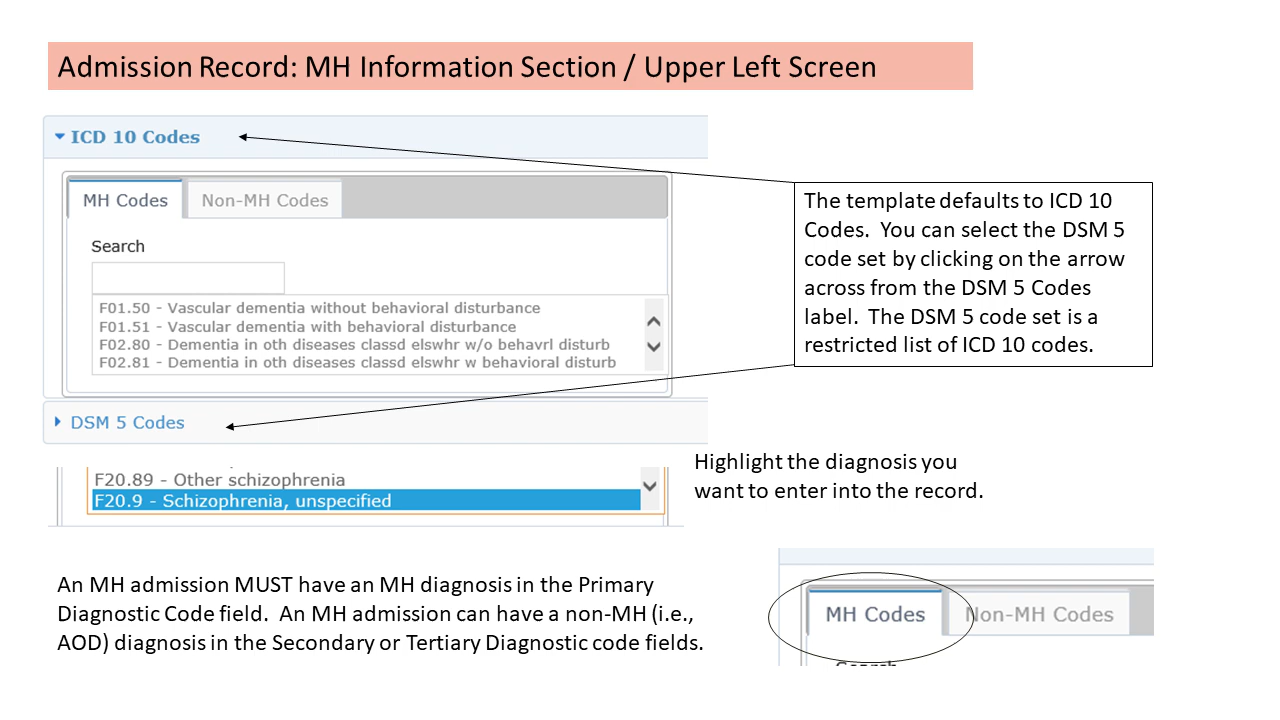 Admission Record: MH Information Section / Upper Left Screen
ICD 10 Codes
MH Codes
Non-MH Codes
Search
F01.50 - Vascular dementia without behavioral disturbance
F01.51 - Vascular dementia with behavioral disturbance
F02.80 - Dementia in oth diseases classd elswhr w/o behavrl disturb
F02.81 - Dementia in oth diseases classd elswhr w behavioral disturb
DSM 5 Codes
The template defaults to ICD 10
Codes.  You can select the DSM 5
code set by clicking on the arrow
across from the DSM 5 Codes
label.  The DSM 5 code set is a
restricted list of ICD 10 codes.
F20.89 - Other schizophrenia
F20.9 - Schizophrenia, unspecified
Highlight the diagnosis you
want to enter into the record.
An MH admission MUST have an MH diagnosis in the Primary
Diagnostic Code field.  An MH admission can have a non-MH (i.e.,
AOD) diagnosis in the Secondary or Tertiary Diagnostic code fields.
MH Codes
Non-MH Codes